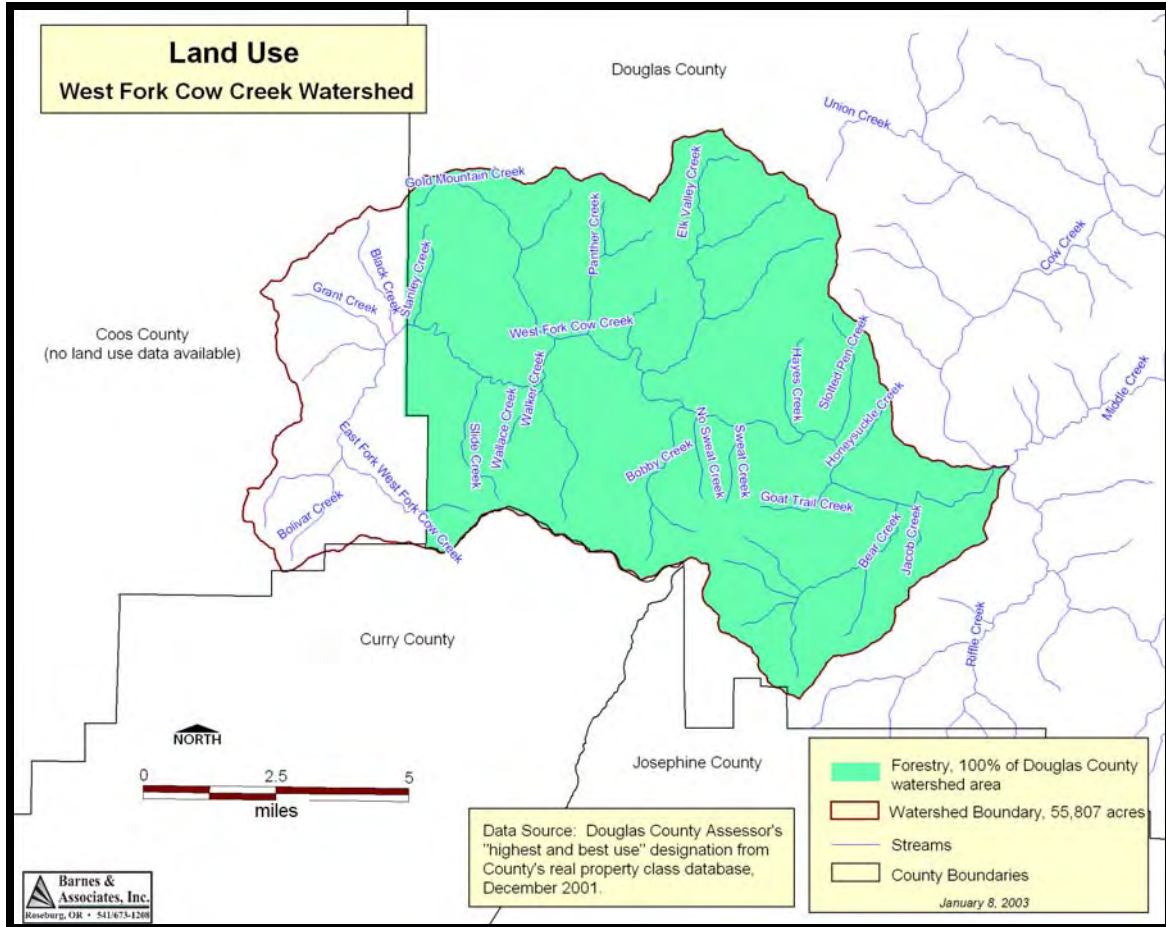 Land Use
West Fork Cow Creek Watershed
Douglas County
Union Creek
Gold Mountain Creek
Elk Valley Creek
Panther Creek
Cow Creek
Black Creek
Stanley Creek
Grant Creek
Coos County
(no land use data available)
West Fork Cow Creek
Slotted Pen Creek
Hayes Creek
Middle Creek
Walker Creek
Wallace Creek
Slide Creek
Honeysuckle Creek
No Sweat Creek
Sweat Creek
Bobby Creek
East Fork West Fork Cow Creek
Goat Trail Creek
Bolivar Creek
Bear Creek
Jacob Creek
Riffle Creek
Curry County
NORTH
0 2.5 5
miles
Josephine County
Forestry, 100% of Douglas County
watershed area
Watershed Boundary, 55,807 acres
Streams
County Boundaries
January 8, 2003
Data Source: Douglas County Assessor's
"highest and best use" designation from
County's real property class database,
December 2001.
Barnes &
Associates, Inc.
Roseburg, OR • 541/673-1208